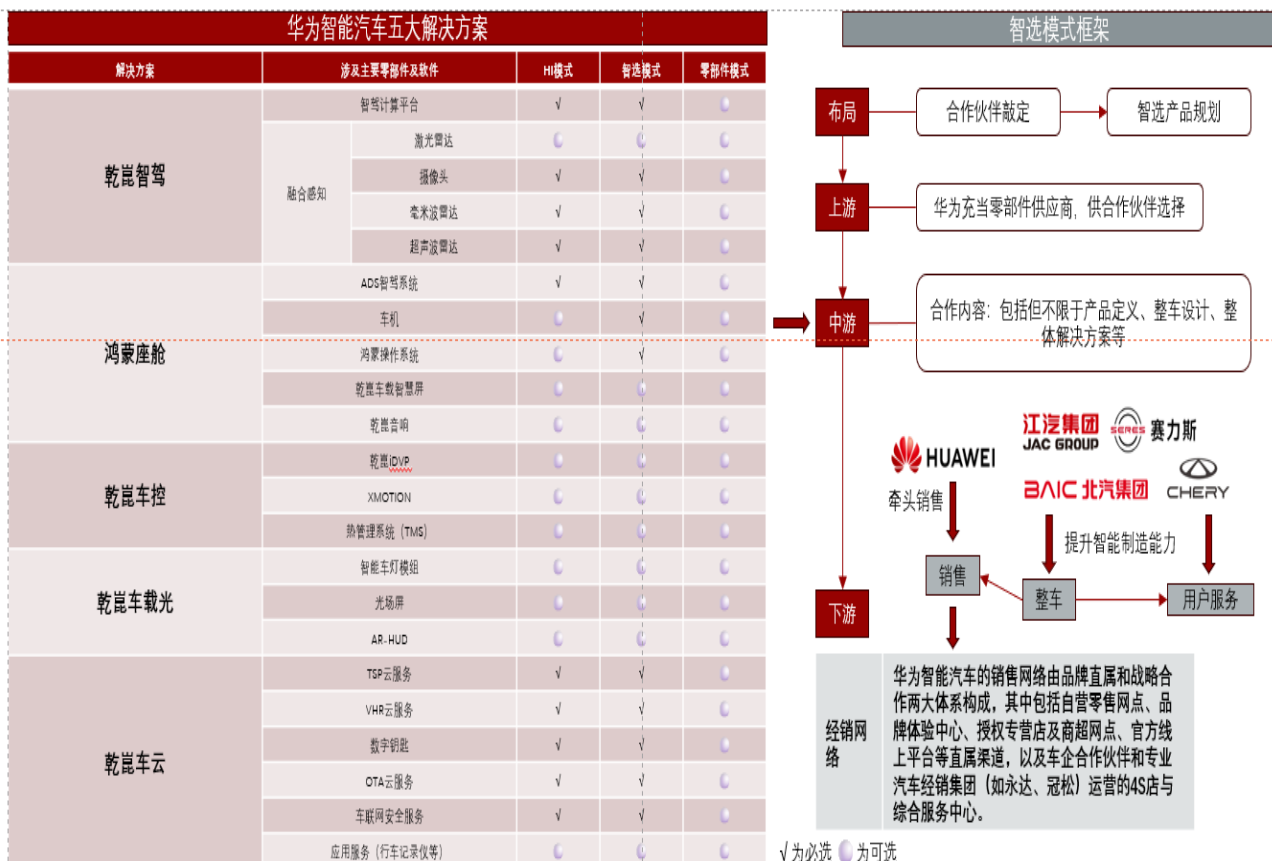 华为智能汽车五大解决方案
解决方案 涉及主要零部件及软件 HI模式 智选模式 零部件模式
乾崑智驾
智驾计算平台 √ √
融合感知
激光雷达
摄像头 √ √
毫米波雷达 √ √
超声波雷达 √ √
鸿蒙座舱
ADS智驾系统 √ √
车机 √
鸿蒙操作系统 √
乾崑车载智慧屏
乾崑音响
乾崑车控
乾崑iDVP
XMOTION
热管理系统（TMS）
乾崑车载光
智能车灯模组
光场屏
AR-HUD
乾崑车云
TSP云服务 √ √
VHR云服务 √ √
数字钥匙 √ √
OTA云服务 √ √
车联网安全服务 √ √
应用服务（行车记录仪等）
智选模式框架
布局 合作伙伴敲定 智选产品规划
上游 华为充当零部件供应商，供合作伙伴选择
中游
合作内容：包括但不限于产品定义、整车设计、整
体解决方案等
HUAWEI
江汽集团
JAC GROUP
SERES 赛力斯
BAIC 北汽集团
CHERY
牵头销售
提升智能制造能力
销售
整车
用户服务
下游
经销网
络
华为智能汽车的销售网络由品牌直属和战略合
作两大体系构成，其中包括自营零售网点、品
牌体验中心、授权专营店及商超网点、官方线
上平台等直属渠道，以及车企合作伙伴和专业
汽车经销集团（如永达、冠松）运营的4S店与
综合服务中心。
√为必选 为可选